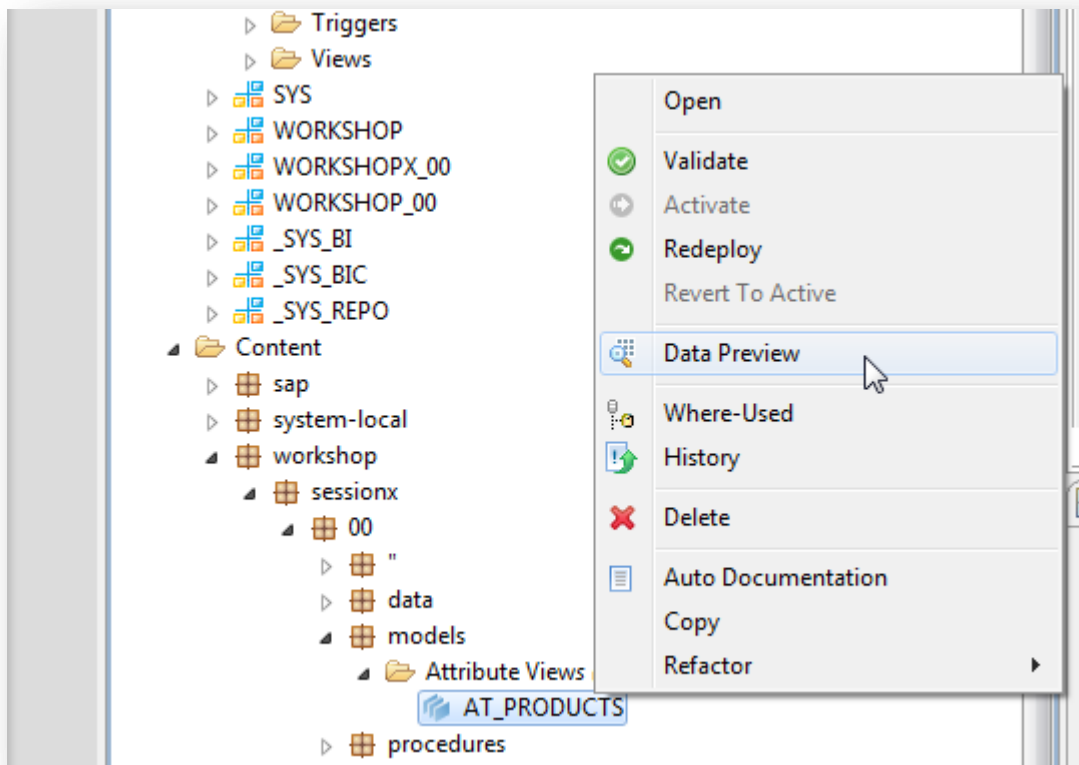 Triggers
Views
SYS
WORKSHOP
WORKSHOPX_00
WORKSHOP_00
_SYS_BI
_SYS_BIC
_SYS_REPO
Content
sap
system-local
workshop
sessionx
00
"
data
models
Attribute Views
AT_PRODUCTS
procedures
Open
Validate
Activate
Redeploy
Revert To Active
Data Preview
Where-Used
History
Delete
Auto Documentation
Copy
Refactor